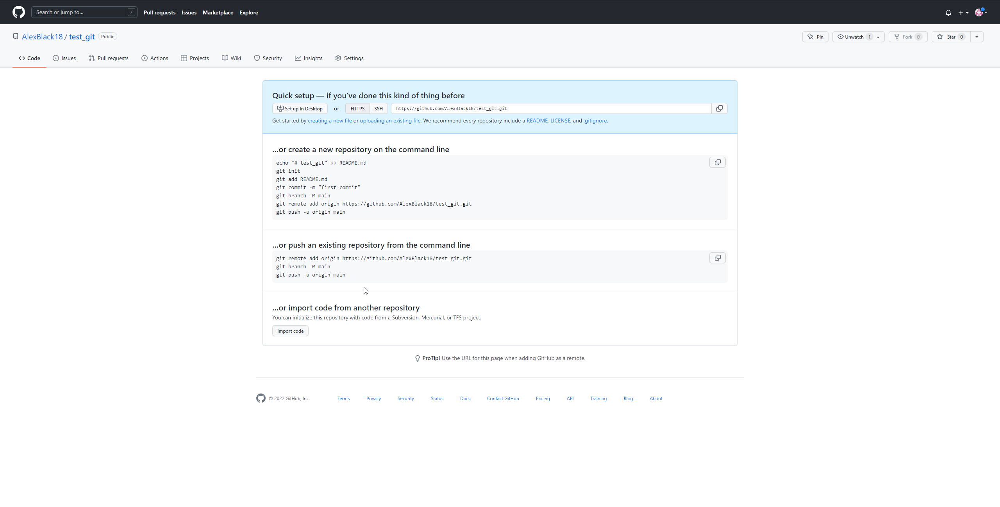 Search or jump to... /
Pull requests Issues Marketplace Explore
AlexBlack18 / test_git Public
Pin Unwatch 1 Fork 0 Star 0
Code Issues Pull requests Actions Projects Wiki Security Insights Settings
Quick setup — if you've done this kind of thing before
Set up in Desktop or HTTPS SSH https://github.com/AlexBlack18/test_git.git
Get started by creating a new file or uploading an existing file. We recommend every repository include a README, LICENSE, and .gitignore.
…or create a new repository on the command line
echo "# test_git" >> README.md
git init
git add README.md
git commit -m "first commit"
git branch -M main
git remote add origin https://github.com/AlexBlack18/test_git.git
git push -u origin main
…or push an existing repository from the command line
git remote add origin https://github.com/AlexBlack18/test_git.git
git branch -M main
git push -u origin main
…or import code from another repository
You can initialize this repository with code from a Subversion, Mercurial, or TFS project.
Import code
ProTip! Use the URL for this page when adding GitHub as a remote.
© 2022 GitHub, Inc. Terms Privacy Security Status Docs Contact GitHub Pricing API Training Blog About